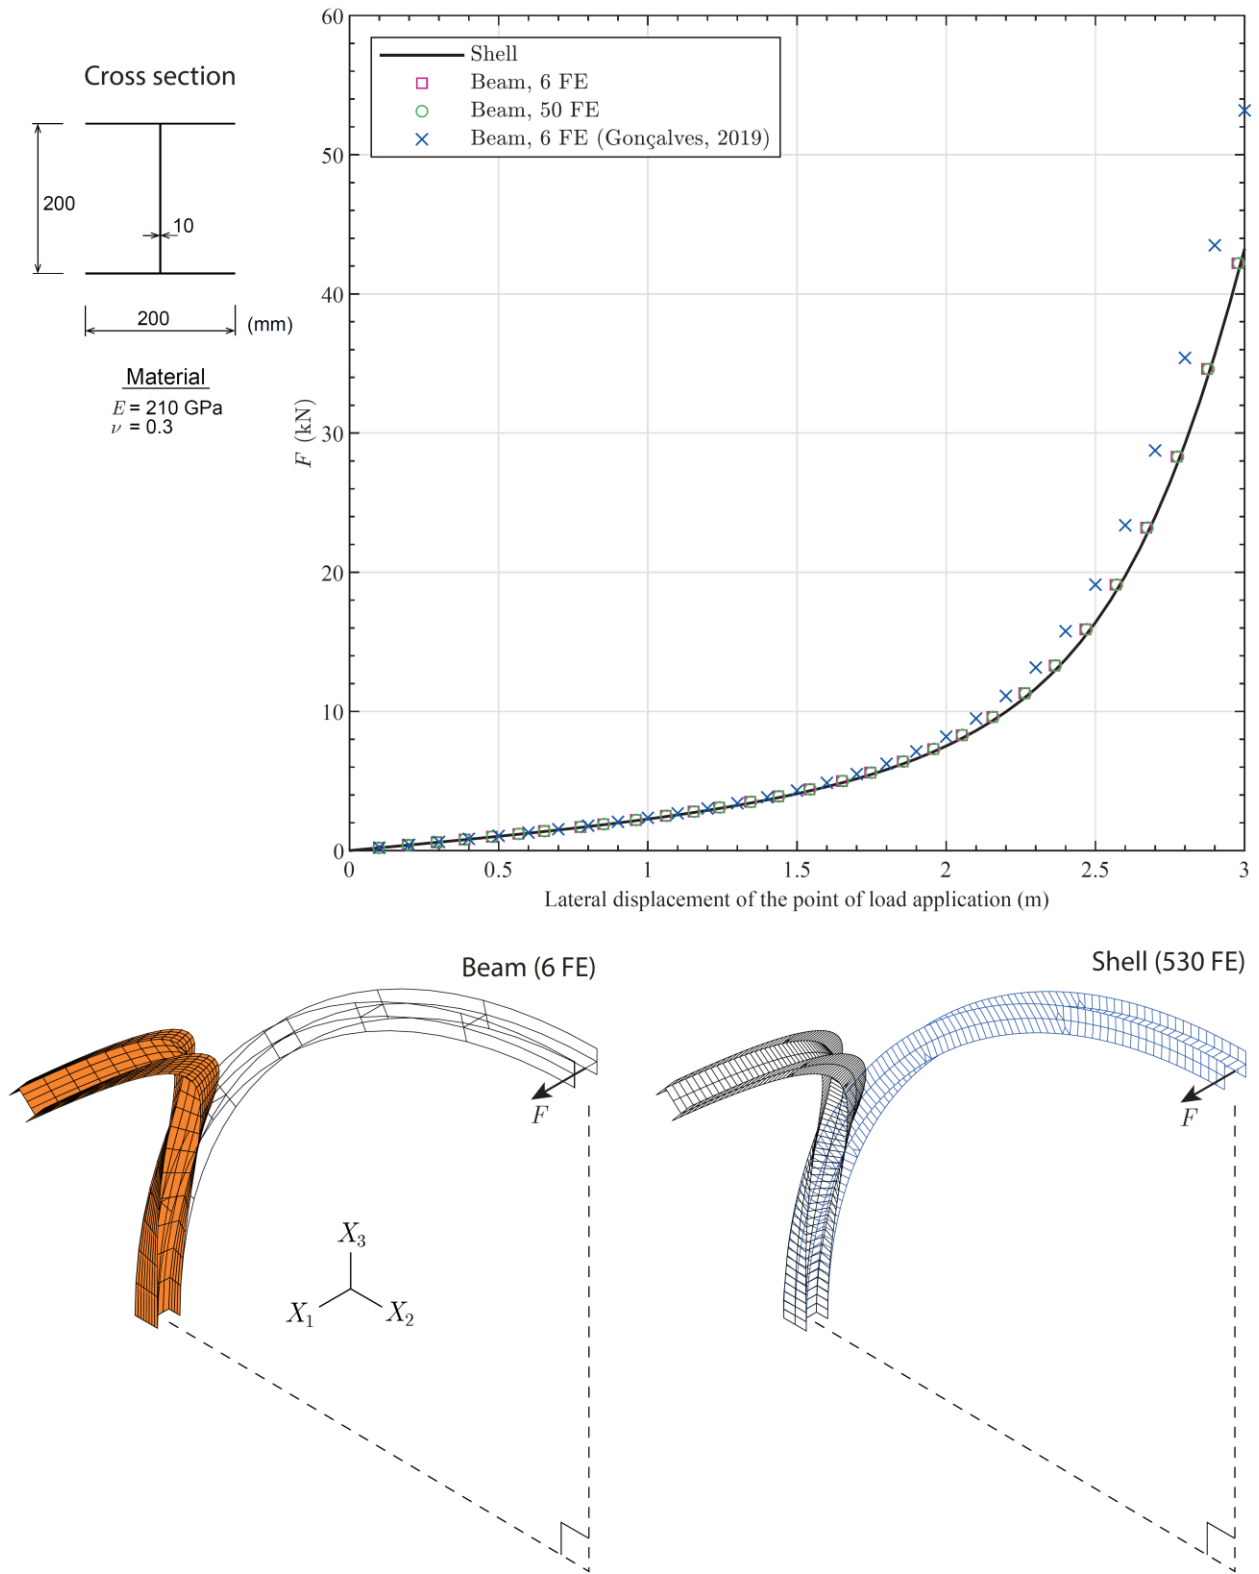 Cross section
200
10
200
(mm)
Material
E = 210 GPa
ν = 0.3
60
50
40
30
20
10
0
F (kN)
Shell
Beam, 6 FE
Beam, 50 FE
Beam, 6 FE (Gonçalves, 2019)
0 0.5 1 1.5 2 2.5 3
Lateral displacement of the point of load application (m)
Beam (6 FE)
F
X3
X1
X2
Shell (530 FE)
F